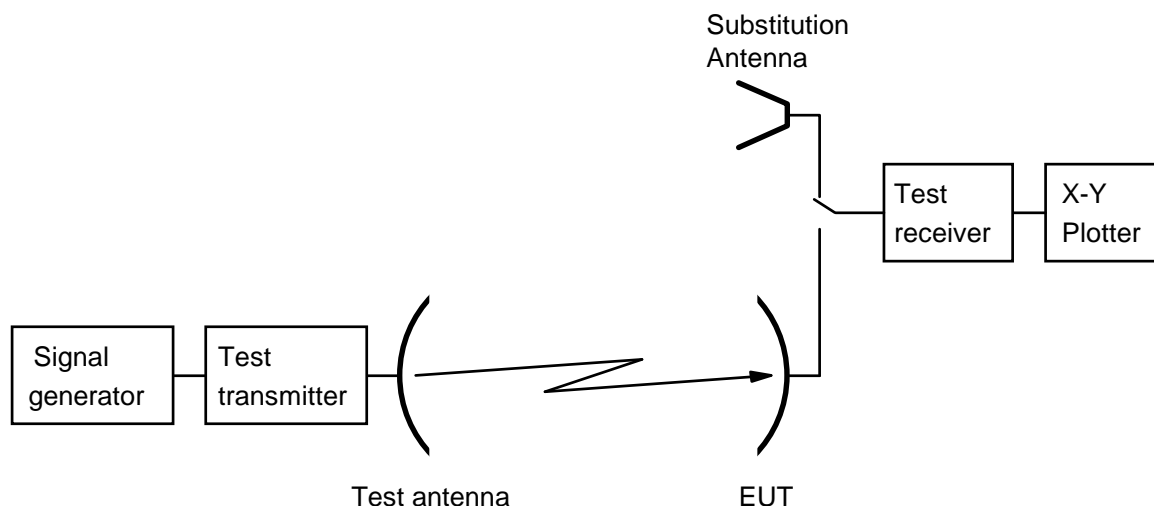 Substitution
Antenna
Test
receiver
X-Y
Plotter
Signal
generator
Test
transmitter
Test antenna
EUT